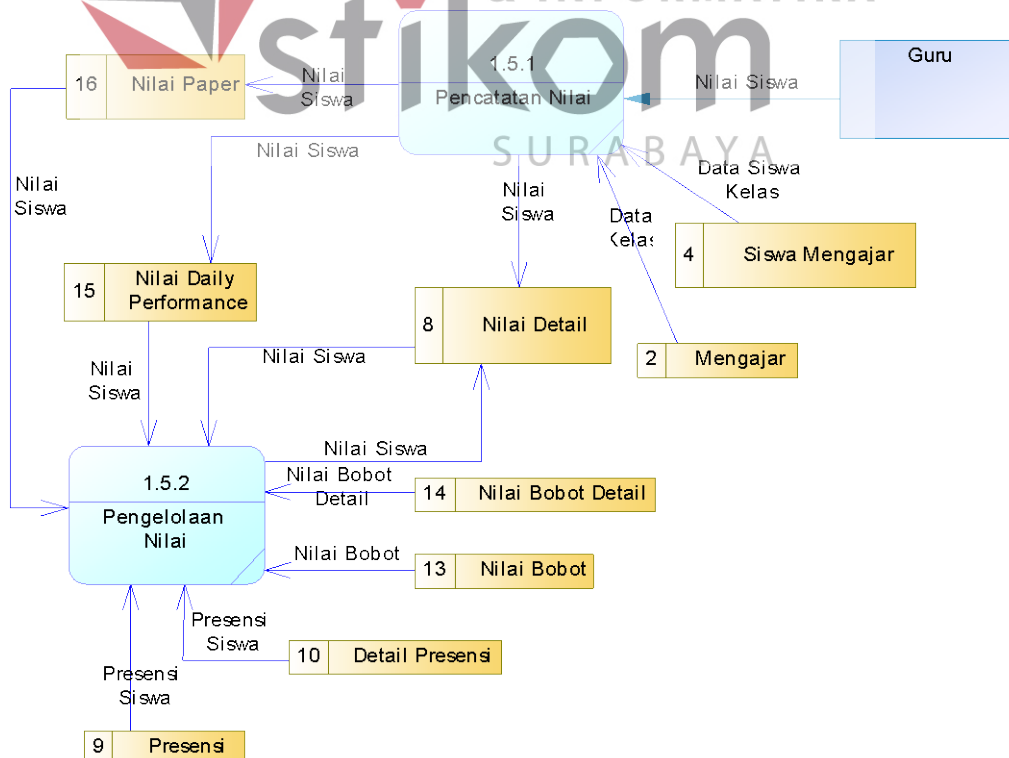 stikom
SURABAYA
16
Nilai Paper
Nilai
Siswa
1.5.1
Pencatatan Nilai
Nilai Siswa
Guru
Nilai Siswa
Nilai
Siswa
Nilai
Siswa
Data Siswa
Kelas
Data
Kelas
4
Siswa Mengajar
15
Nilai Daily
Performance
8
Nilai Detail
2
Mengajar
Nilai Siswa
Nilai
Siswa
Nilai Siswa
1.5.2
Pengelolaan
Nilai
Nilai Bobot
Detail
14
Nilai Bobot Detail
Nilai Bobot
13
Nilai Bobot
Presensi
Siswa
10
Detail Presensi
Presensi
Siswa
9
Presensi